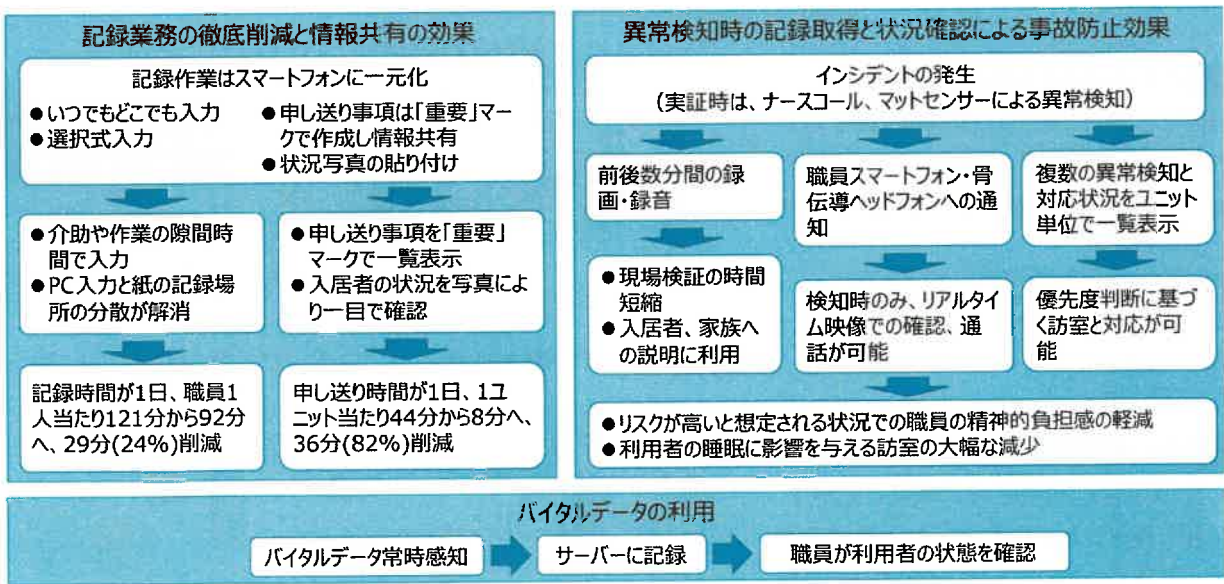 記録業務の徹底削減と情報共有の効果
記録作業はスマートフォンに一元化
●いつでもどこでも入力
●選択式入力
●申し送り事項は「重要」マー
クで作成し情報共有
●状況写真の貼り付け
●介助や作業の隙間時
間で入力
●PC入力と紙の記録場
所の分散が解消
●申し送り事項を「重要」
マークで一覧表示
●入居者の状況を写真によ
り一目で確認
記録時間が1日、職員1
人当たり121分から92分
へ、29分(24%)削減
申し送り時間が1日、1ユ
ニット当たり44分から8分へ、
36分(82%)削減
異常検知時の記録取得と状況確認による事故防止効果
インシデントの発生
(実証時は、ナースコール、マットセンサーによる異常検知)
前後数分間の録
画・録音
職員スマートフォン・骨
伝導ヘッドフォンへの通
知
複数の異常検知と
対応状況をユニット
単位で一覧表示
●現場検証の時間
短縮
●入居者、家族へ
の説明に利用
検知時のみ、リアルタイ
ム映像での確認、通
話が可能
優先度判断に基づ
く訪室と対応が可
能
●リスクが高いと想定される状況での職員の精神的負担感の軽減
●利用者の睡眠に影響を与える訪室の大幅な減少
バイタルデータの利用
バイタルデータ常時感知
サーバーに記録
職員が利用者の状態を確認